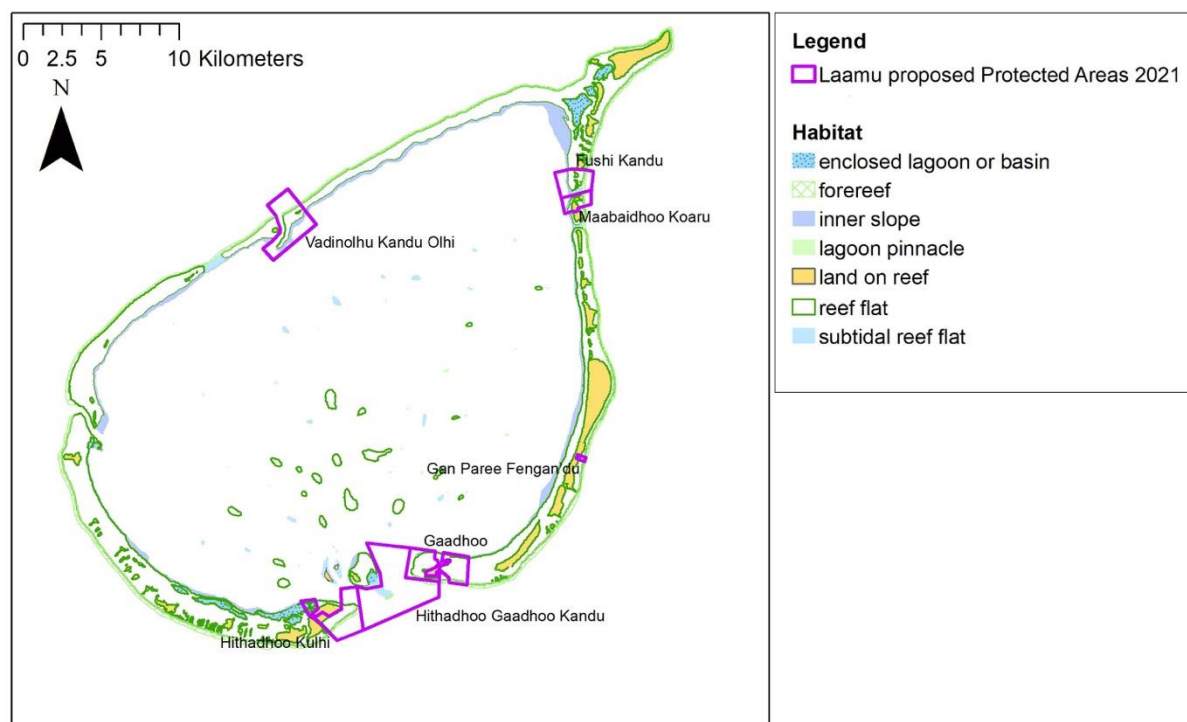 0 2.5 5 10 Kilometers
N
Fushi Kandu
Maabaidhoo Koaru
Vadinolhu Kandu Olhi
Gan Paree Fengan'du
Gaadhoo
Hithadhoo Gaadhoo Kandu
Hithadhoo Kulhi
Legend
Laamu proposed Protected Areas 2021
Habitat
enclosed lagoon or basin
forereef
inner slope
lagoon pinnacle
land on reef
reef flat
subtidal reef flat